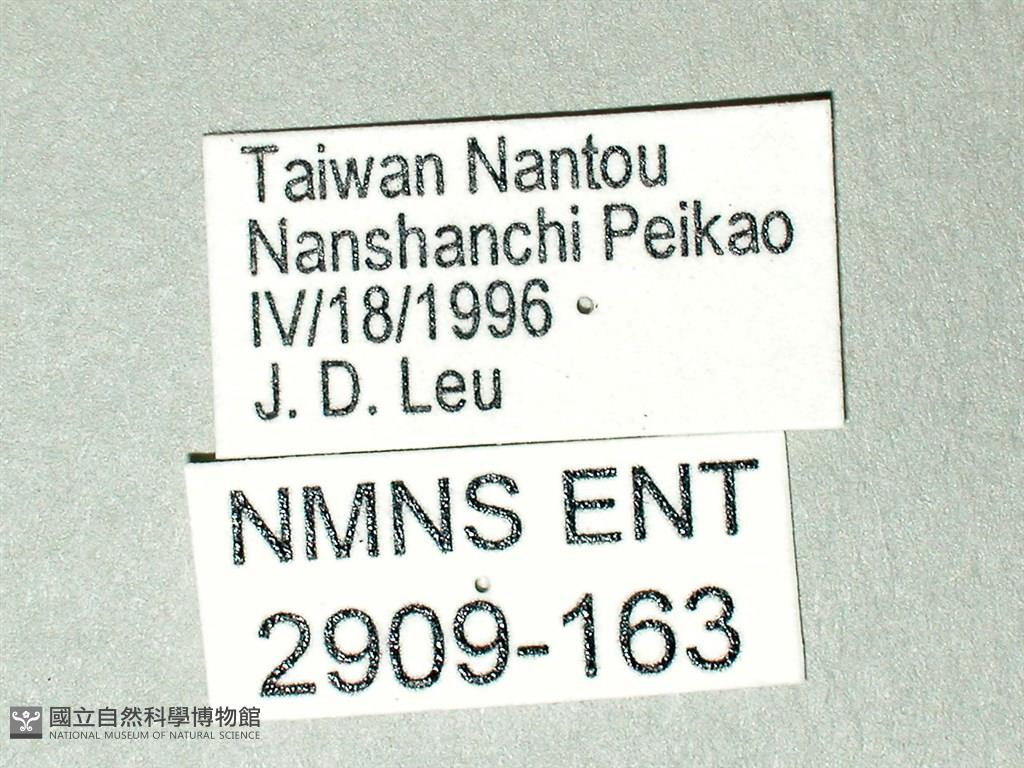 Taiwan Nantou
Nanshanchi Peikao
IV/18/1996
J. D. Leu
NMNS ENT
2909-163
國立自然科學博物館
NATIONAL MUSEUM OF NATURAL SCIENCE